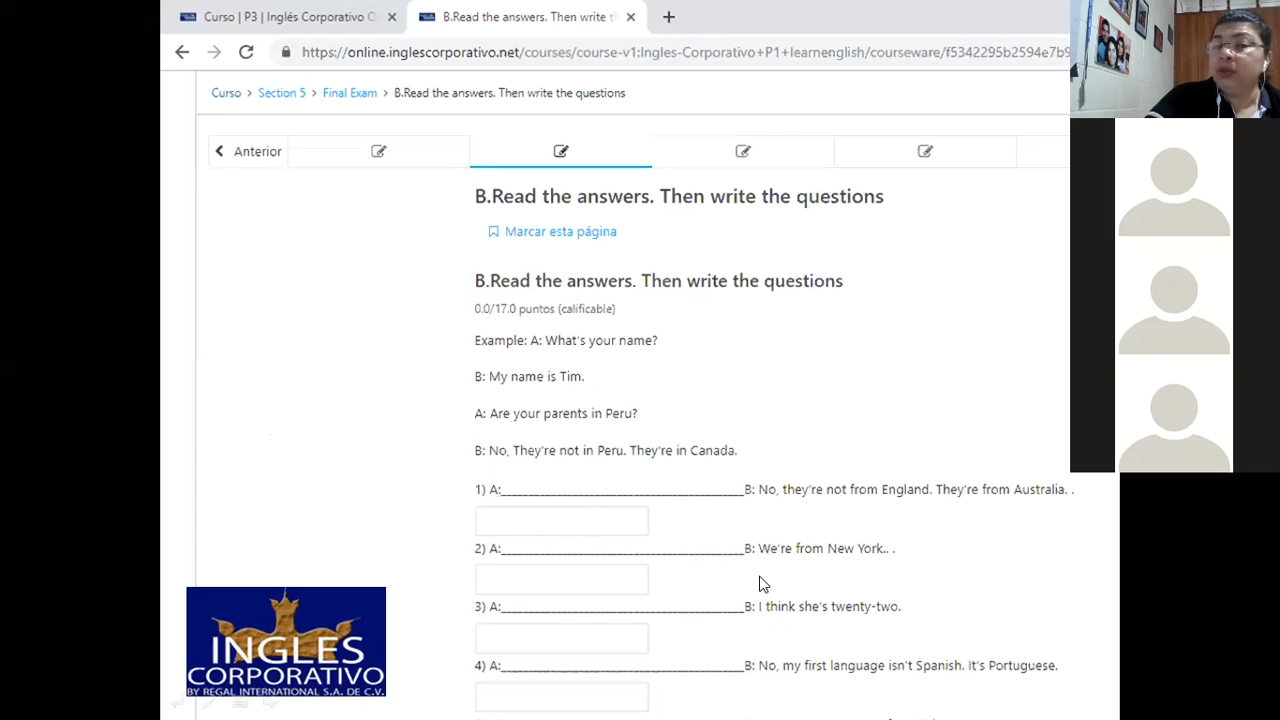 Curso | P3 | Inglés Corporativo O
B.Read the answers. Then write t
https://online.inglescorporativo.net/courses/course-v1:Ingles-Corporativo+P1+learnenglish/courseware/f5342295b2594e7b9
Curso > Section 5 > Final Exam > B.Read the answers. Then write the questions
Anterior
B.Read the answers. Then write the questions
Marcar esta página
B.Read the answers. Then write the questions
0.0/17.0 puntos (calificable)
Example: A: What's your name?
B: My name is Tim.
A: Are your parents in Peru?
B: No, They're not in Peru. They're in Canada.
1) A:___________________________________B: No, they're not from England. They're from Australia. .
2) A:___________________________________B: We're from New York.. .
3) A:___________________________________B: I think she's twenty-two.
4) A:___________________________________B: No, my first language isn't Spanish. It's Portuguese.
INGLES
CORPORATIVO
BY REGAL INTERNATIONAL S.A. DE C.V.